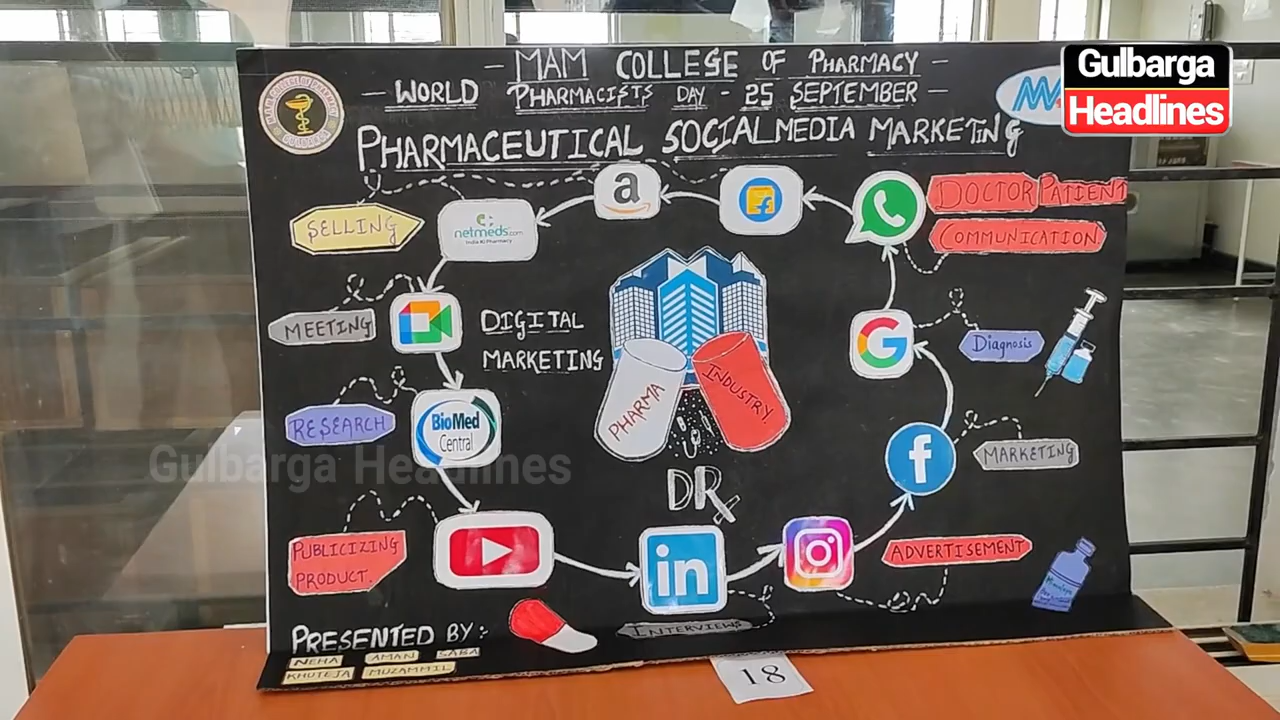 MAM COLLEGE OF PHARMACY
WORLD PHARMACISTS DAY - 25 SEPTEMBER
PHARMACEUTICAL SOCIALMEDIA MARKETING
Gulbarga
Headlines
SELLING
netmeds.com
India Ki Pharmacy
a
f
DOCTOR PATIENT
COMMUNICATION.
MEETING
DIGITAL
MARKETING
G
Diagnosis
PHARMA
INDUSTRY.
RESEARCH
BioMed
Central
f
MARKETING
Gulbarga Headlines
DRx
PUBLICIZING
PRODUCT.
in
ADVERTISEMENT
INTERVIEWS
PRESENTED BY:
NEHA AMAN SABA
KHUTEJA MUZAMMIL
18